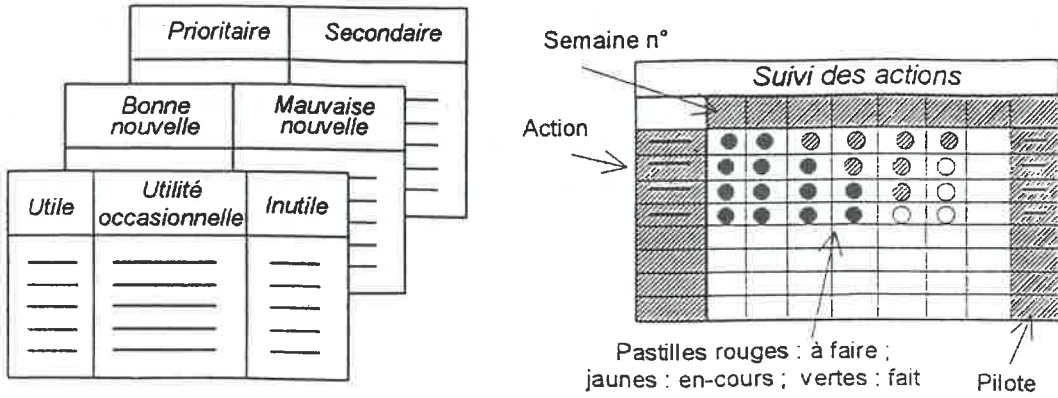 Prioritaire
Secondaire
Bonne
nouvelle
Mauvaise
nouvelle
Utile
Utilité
occasionnelle
Inutile
Semaine n°
Suivi des actions
Action
Pastilles rouges : à faire ;
jaunes : en-cours ; vertes : fait
Pilote